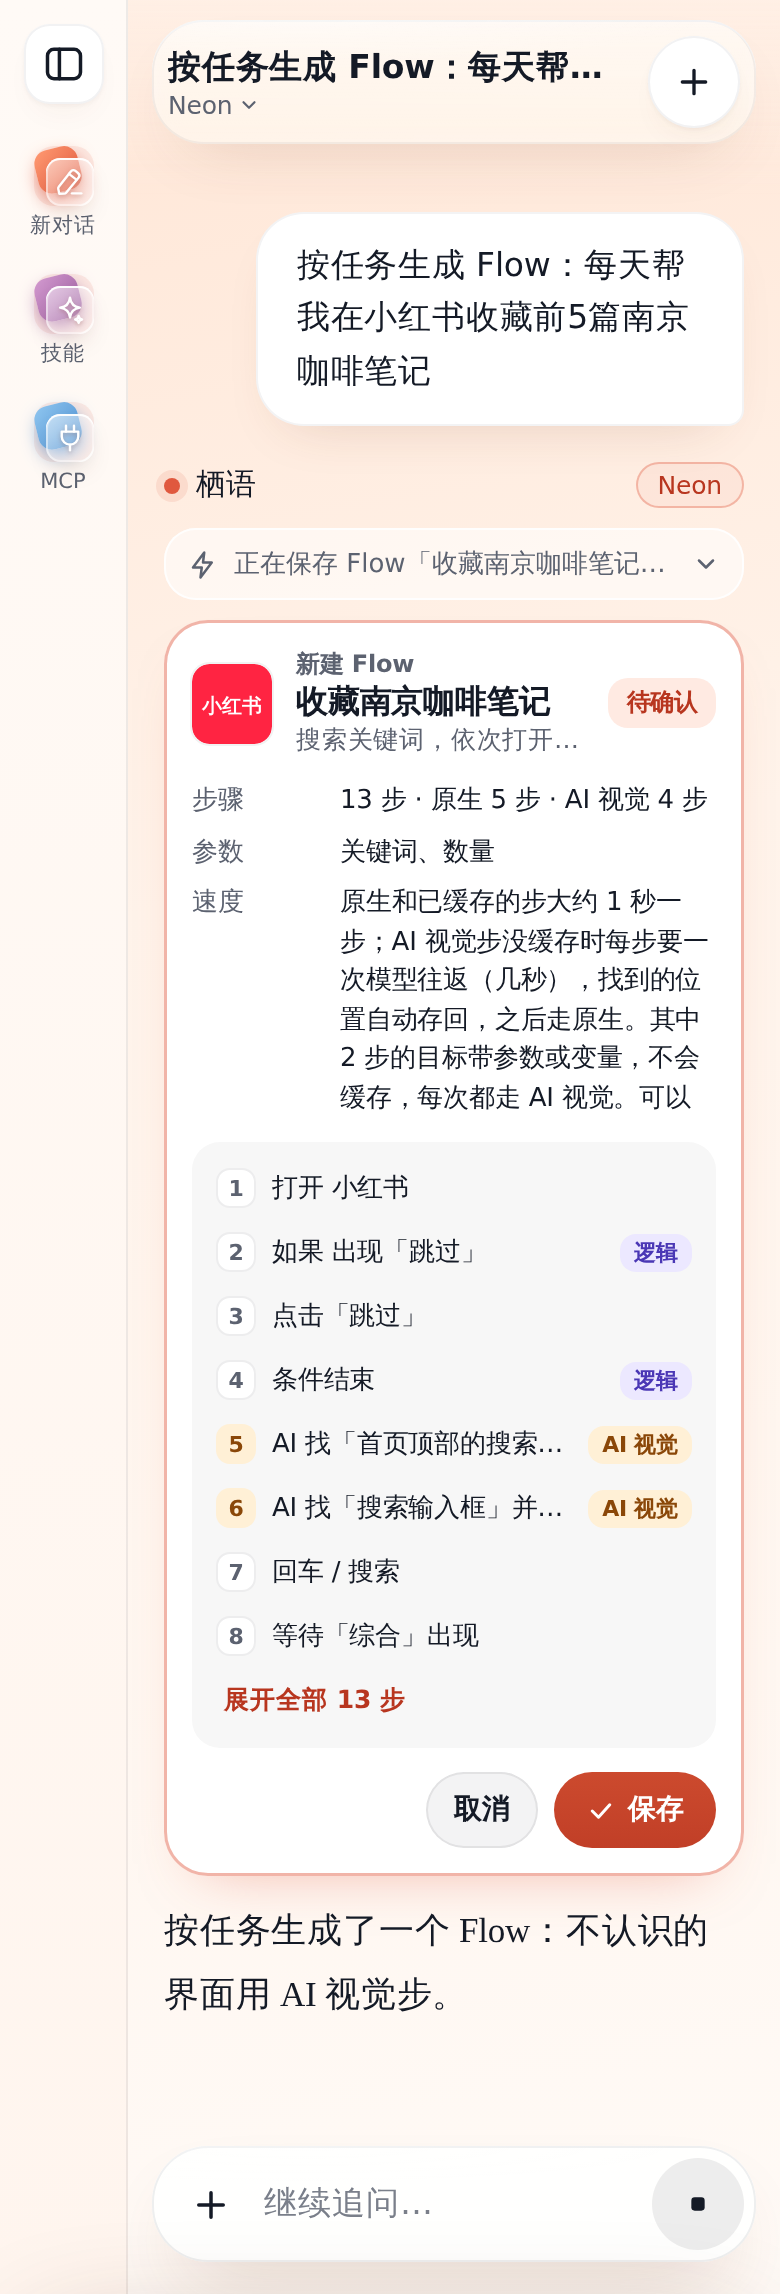 按任务生成 Flow：每天帮…
Neon
新对话
技能
MCP
按任务生成 Flow：每天帮
我在小红书收藏前5篇南京
咖啡笔记
栖语
Neon
正在保存 Flow「收藏南京咖啡笔记…
小红书
新建 Flow
收藏南京咖啡笔记
搜索关键词，依次打开…
待确认
步骤
13 步 · 原生 5 步 · AI 视觉 4 步
参数
关键词、数量
速度
原生和已缓存的步大约 1 秒一
步；AI 视觉步没缓存时每步要一
次模型往返（几秒），找到的位
置自动存回，之后走原生。其中
2 步的目标带参数或变量，不会
缓存，每次都走 AI 视觉。可以
1 打开 小红书
2 如果 出现「跳过」 逻辑
3 点击「跳过」
4 条件结束 逻辑
5 AI 找「首页顶部的搜索… AI 视觉
6 AI 找「搜索输入框」并… AI 视觉
7 回车 / 搜索
8 等待「综合」出现
展开全部 13 步
取消
保存
按任务生成了一个 Flow：不认识的
界面用 AI 视觉步。
继续追问…